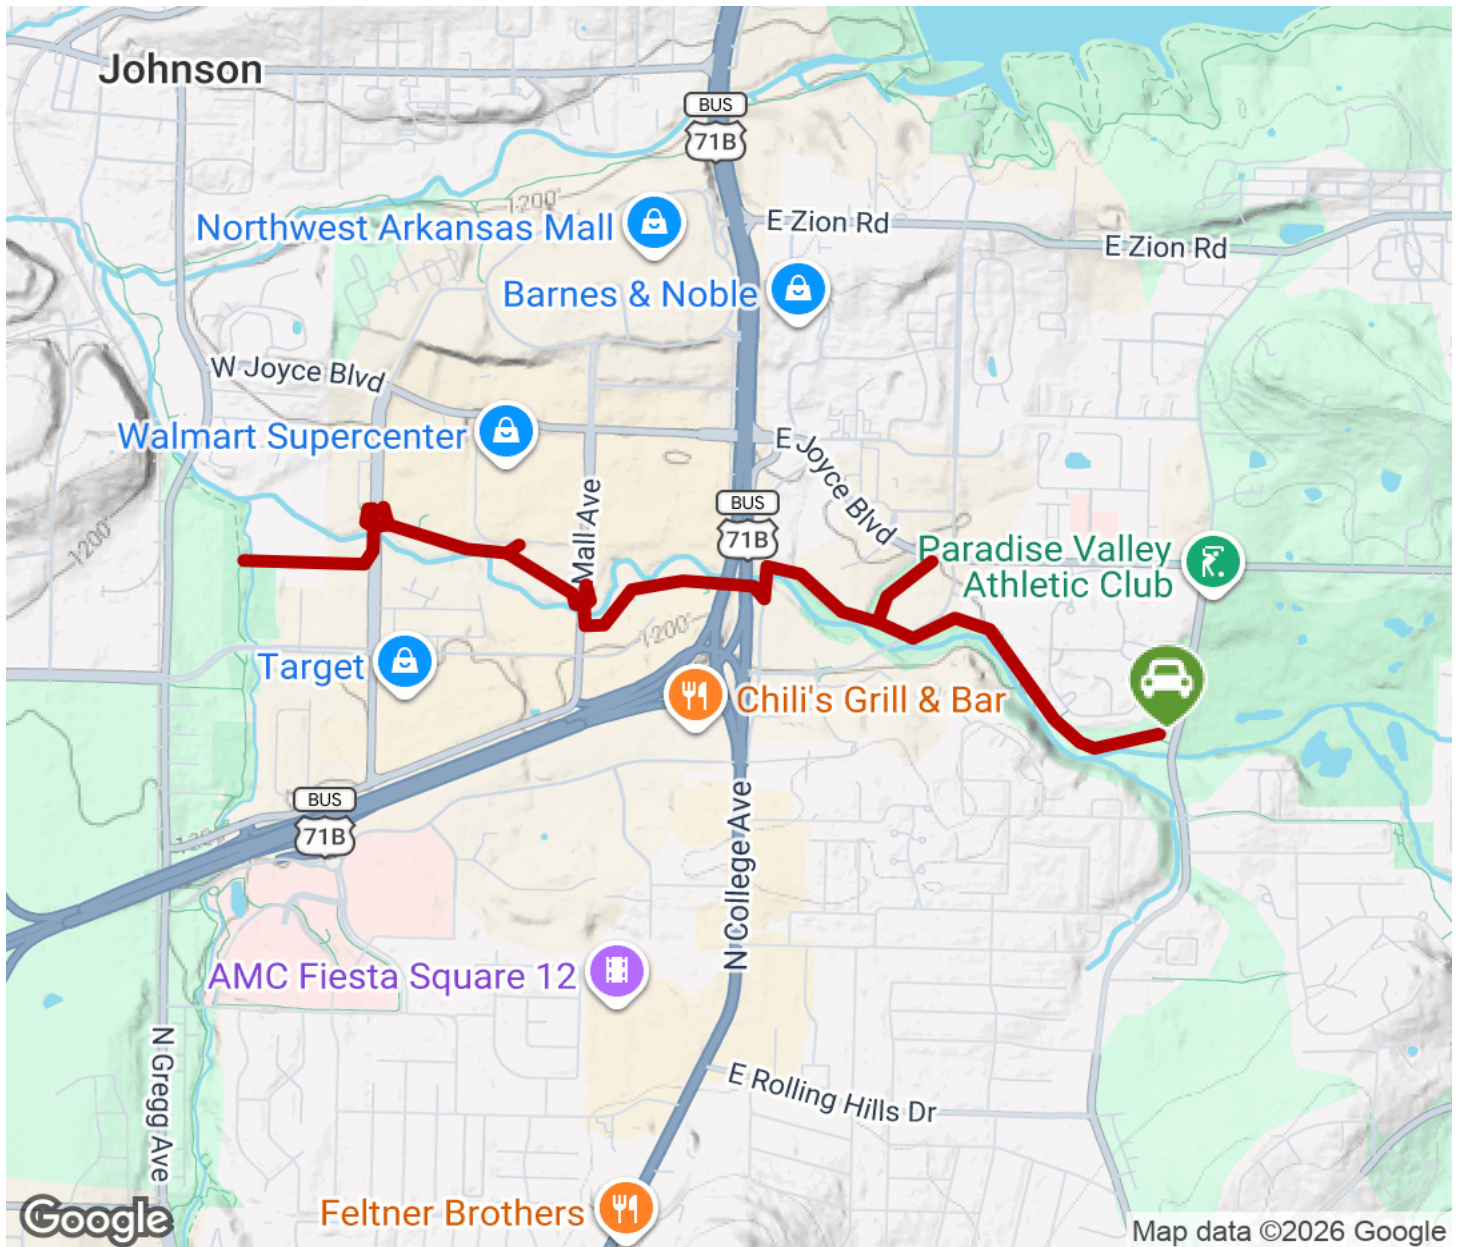 Johnson
BUS
71B
1200'
Northwest Arkansas Mall
E Zion Rd
E Zion Rd
Barnes & Noble
W Joyce Blvd
Walmart Supercenter
E Joyce Blvd
BUS
71B
Mall Ave
1200'
Paradise Valley
Athletic Club
1200'
Target
Chili's Grill & Bar
BUS
71B
1200'
N College Ave
AMC Fiesta Square 12
N Gregg Ave
E Rolling Hills Dr
Feltner Brothers
Google
Map data ©2026 Google